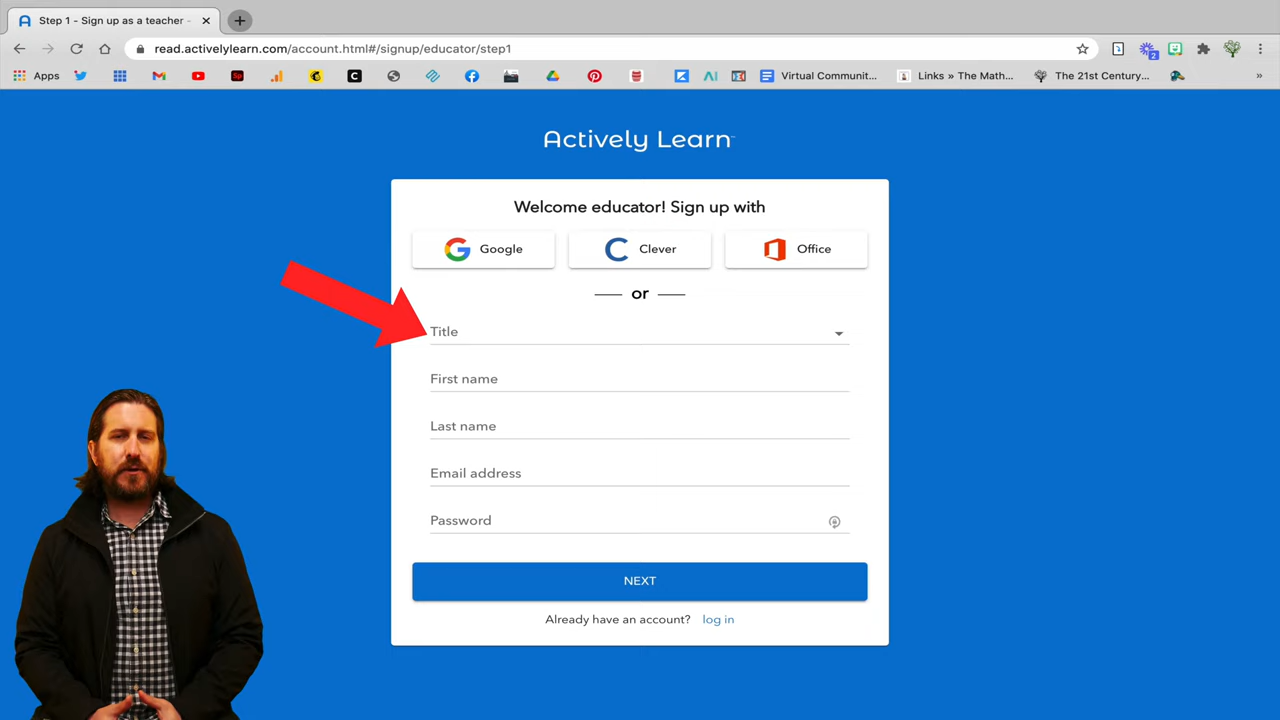 Step 1 - Sign up as a teacher -
read.activelylearn.com/account.html#/signup/educator/step1
Apps
Virtual Communit...
Links » The Math...
The 21st Century...
Actively Learn
Welcome educator! Sign up with
Google
Clever
Office
or
Title
First name
Last name
Email address
Password
NEXT
Already have an account? log in